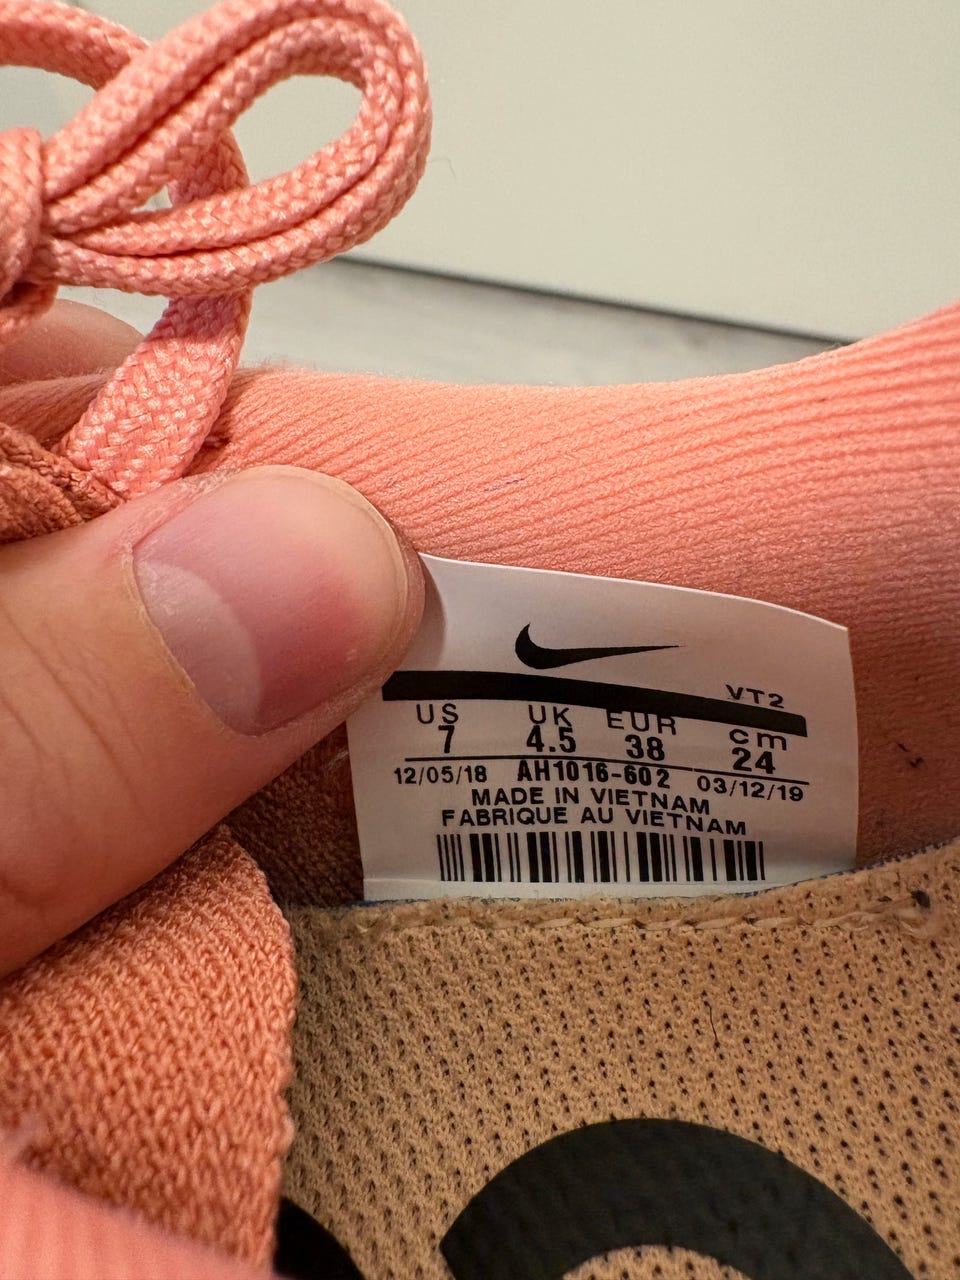 VT2
US UK EUR cm
7 4.5 38 24
12/05/18 AH1016-602 03/12/19
MADE IN VIETNAM
FABRIQUE AU VIETNAM